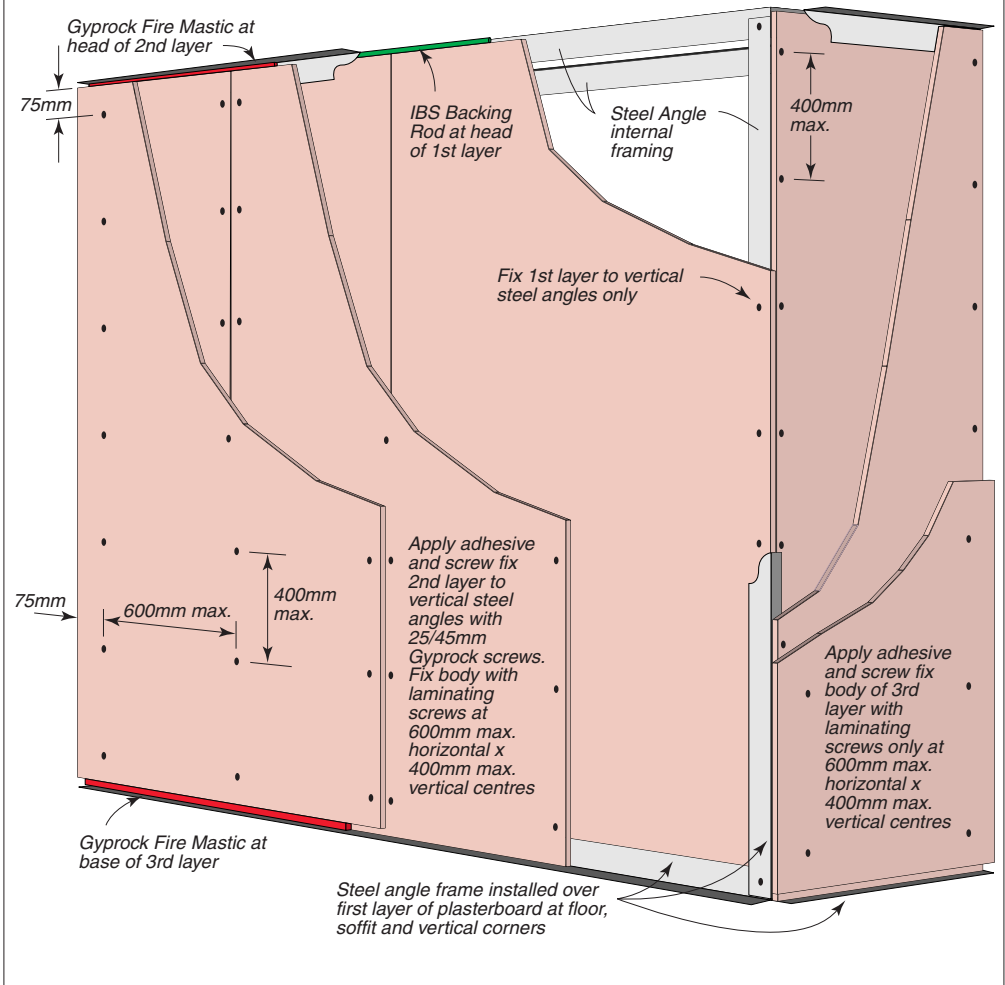 Gyprock Fire Mastic at
head of 2nd layer
75mm
IBS Backing
Rod at head
of 1st layer
Steel Angle
internal
framing
400mm
max.
Fix 1st layer to vertical
steel angles only
75mm
600mm max.
400mm
max.
Apply adhesive
and screw fix
2nd layer to
vertical steel
angles with
25/45mm
Gyprock screws.
Fix body with
laminating
screws at
600mm max.
horizontal x
400mm max.
vertical centres
Apply adhesive
and screw fix
body of 3rd
layer with
laminating
screws only at
600mm max.
horizontal x
400mm max.
vertical centres
Gyprock Fire Mastic at
base of 3rd layer
Steel angle frame installed over
first layer of plasterboard at floor,
soffit and vertical corners